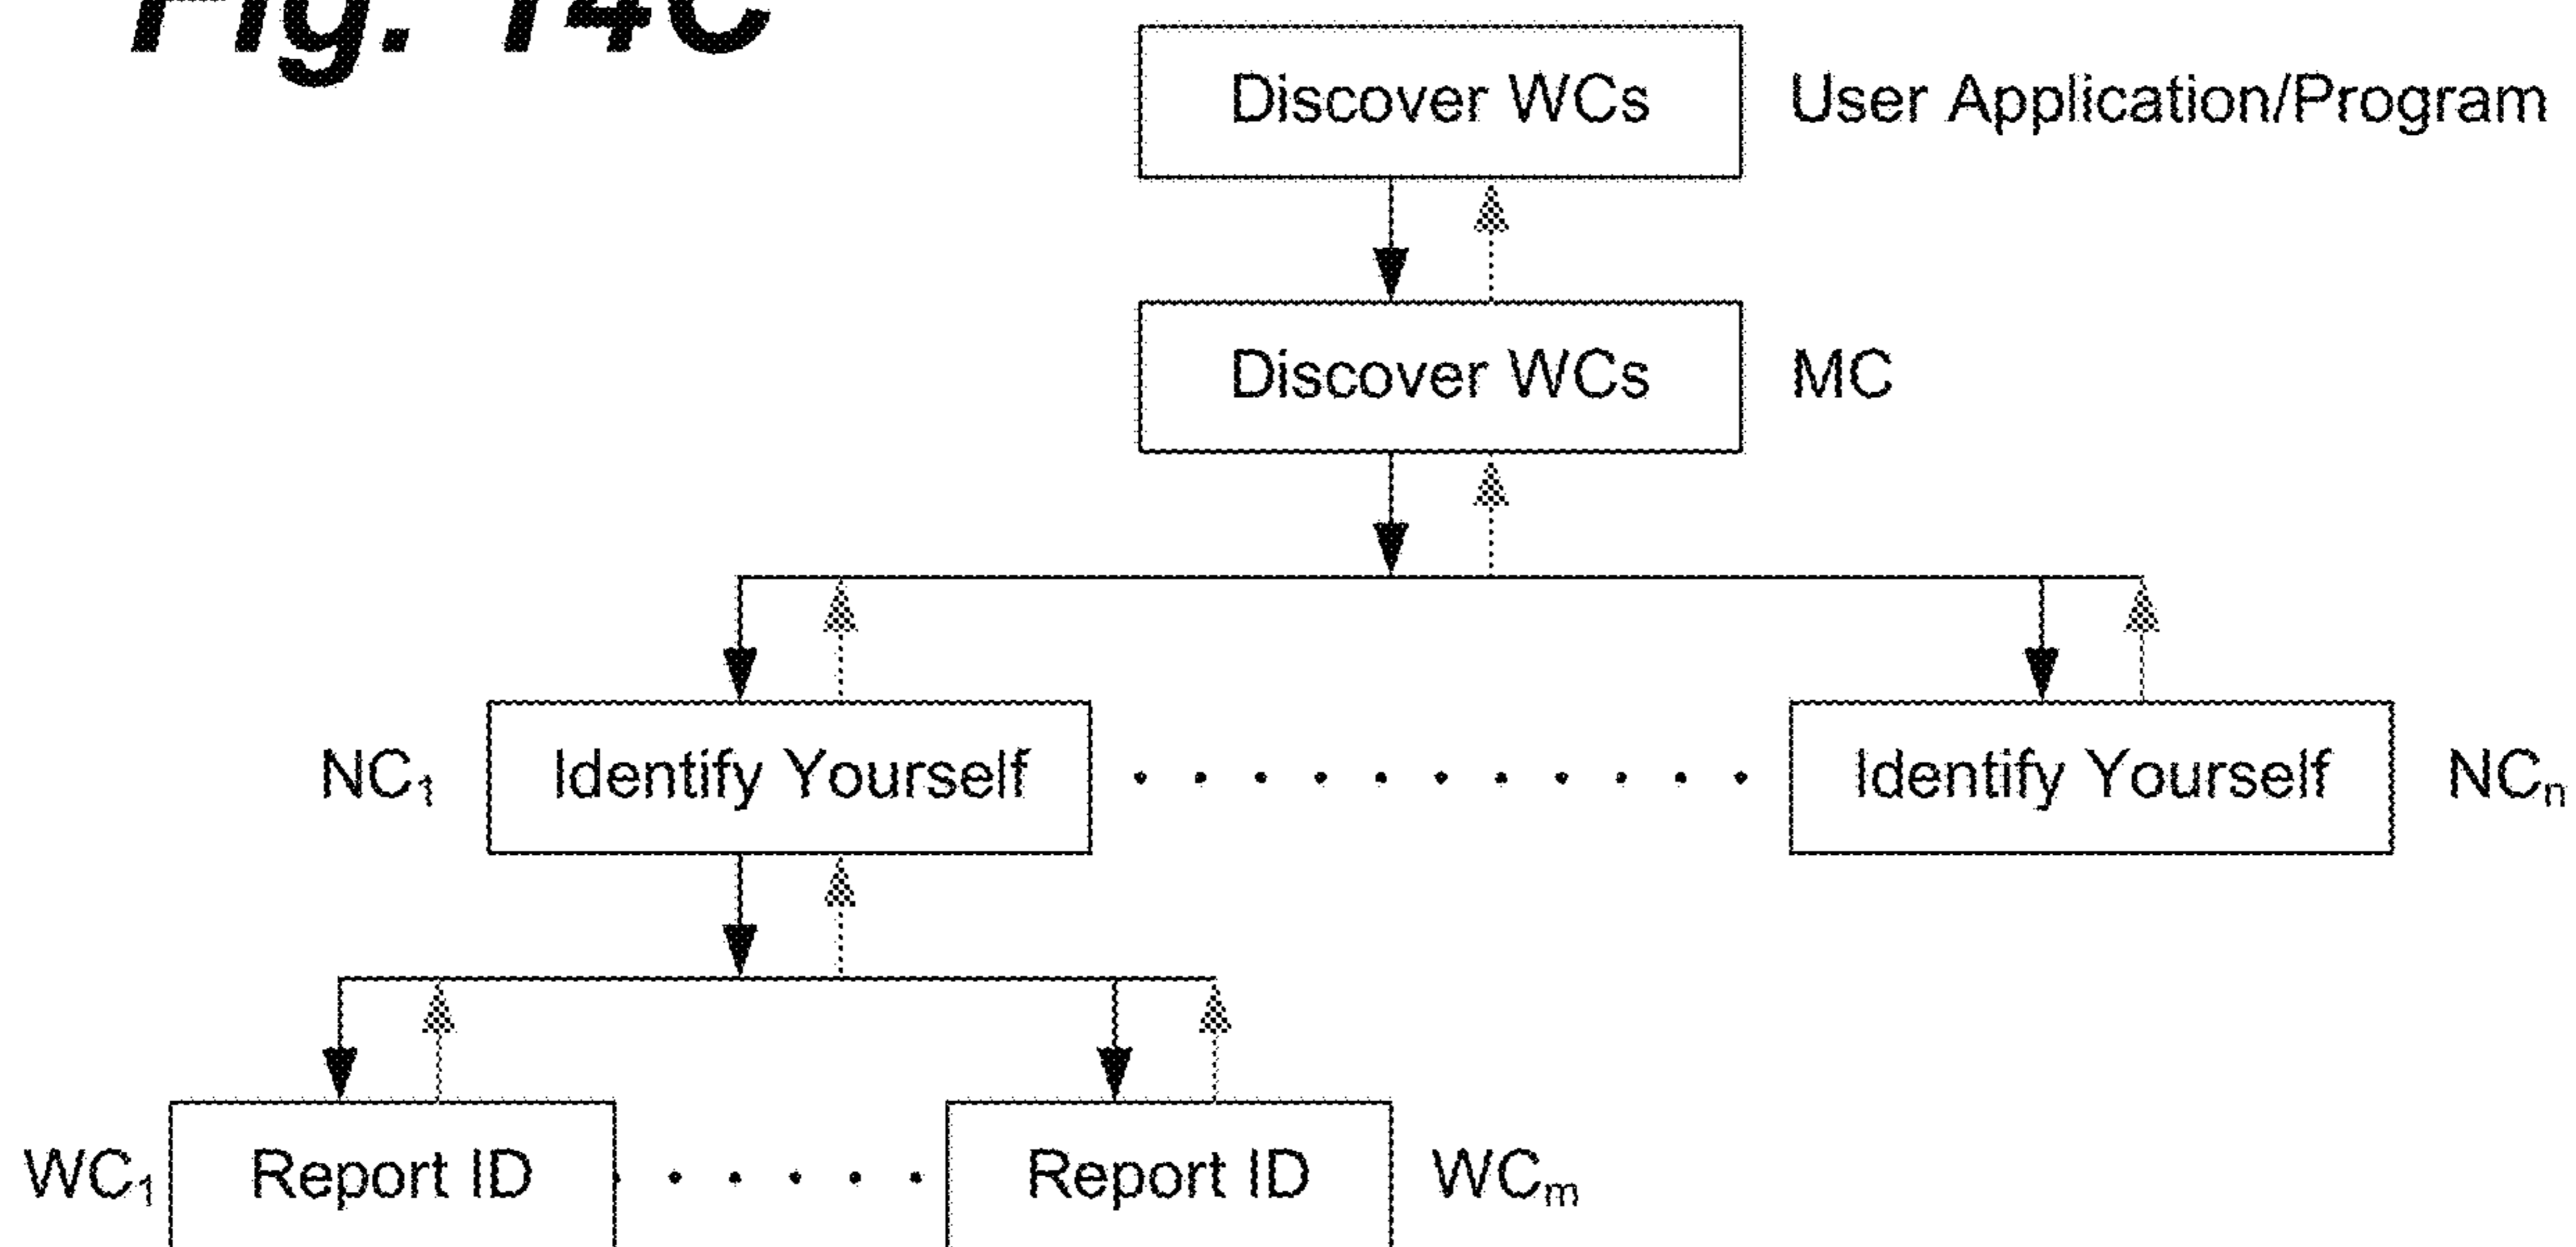 Fig. 14C
Discover WCs User Application/Program
Discover WCs MC
NC₁ Identify Yourself Identify Yourself NCₙ
WC₁ Report ID Report ID WCₘ